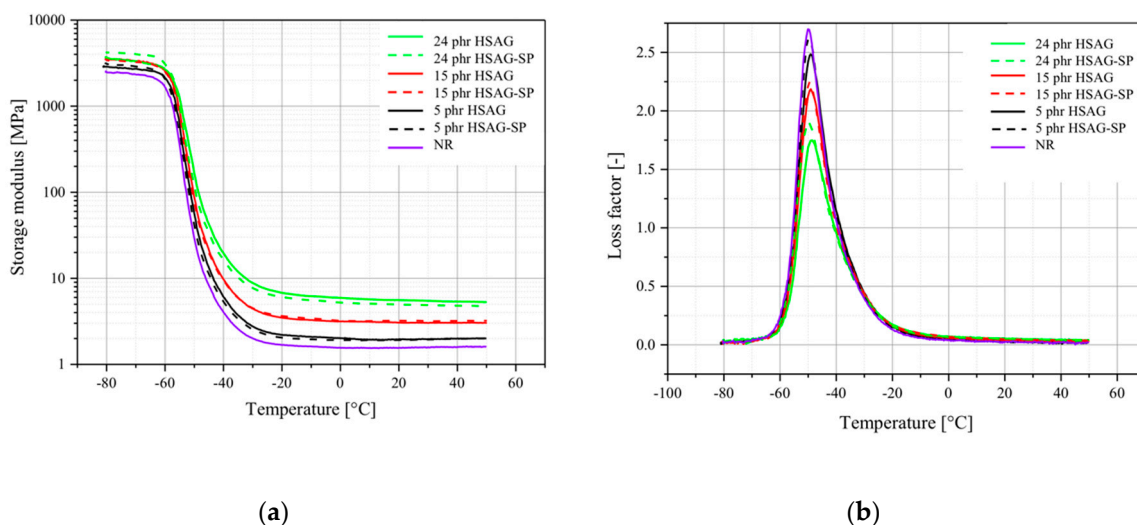 10000
1000
100
10
1
Storage modulus [MPa]
-80
-60
-40
-20
0
20
40
60
Temperature [°C]
24 phr HSAG
24 phr HSAG-SP
15 phr HSAG
15 phr HSAG-SP
5 phr HSAG
5 phr HSAG-SP
NR
(a)
2.5
2.0
1.5
1.0
0.5
0.0
Loss factor [-]
-100
-80
-60
-40
-20
0
20
40
60
Temperature [°C]
24 phr HSAG
24 phr HSAG-SP
15 phr HSAG
15 phr HSAG-SP
5 phr HSAG
5 phr HSAG-SP
NR
(b)